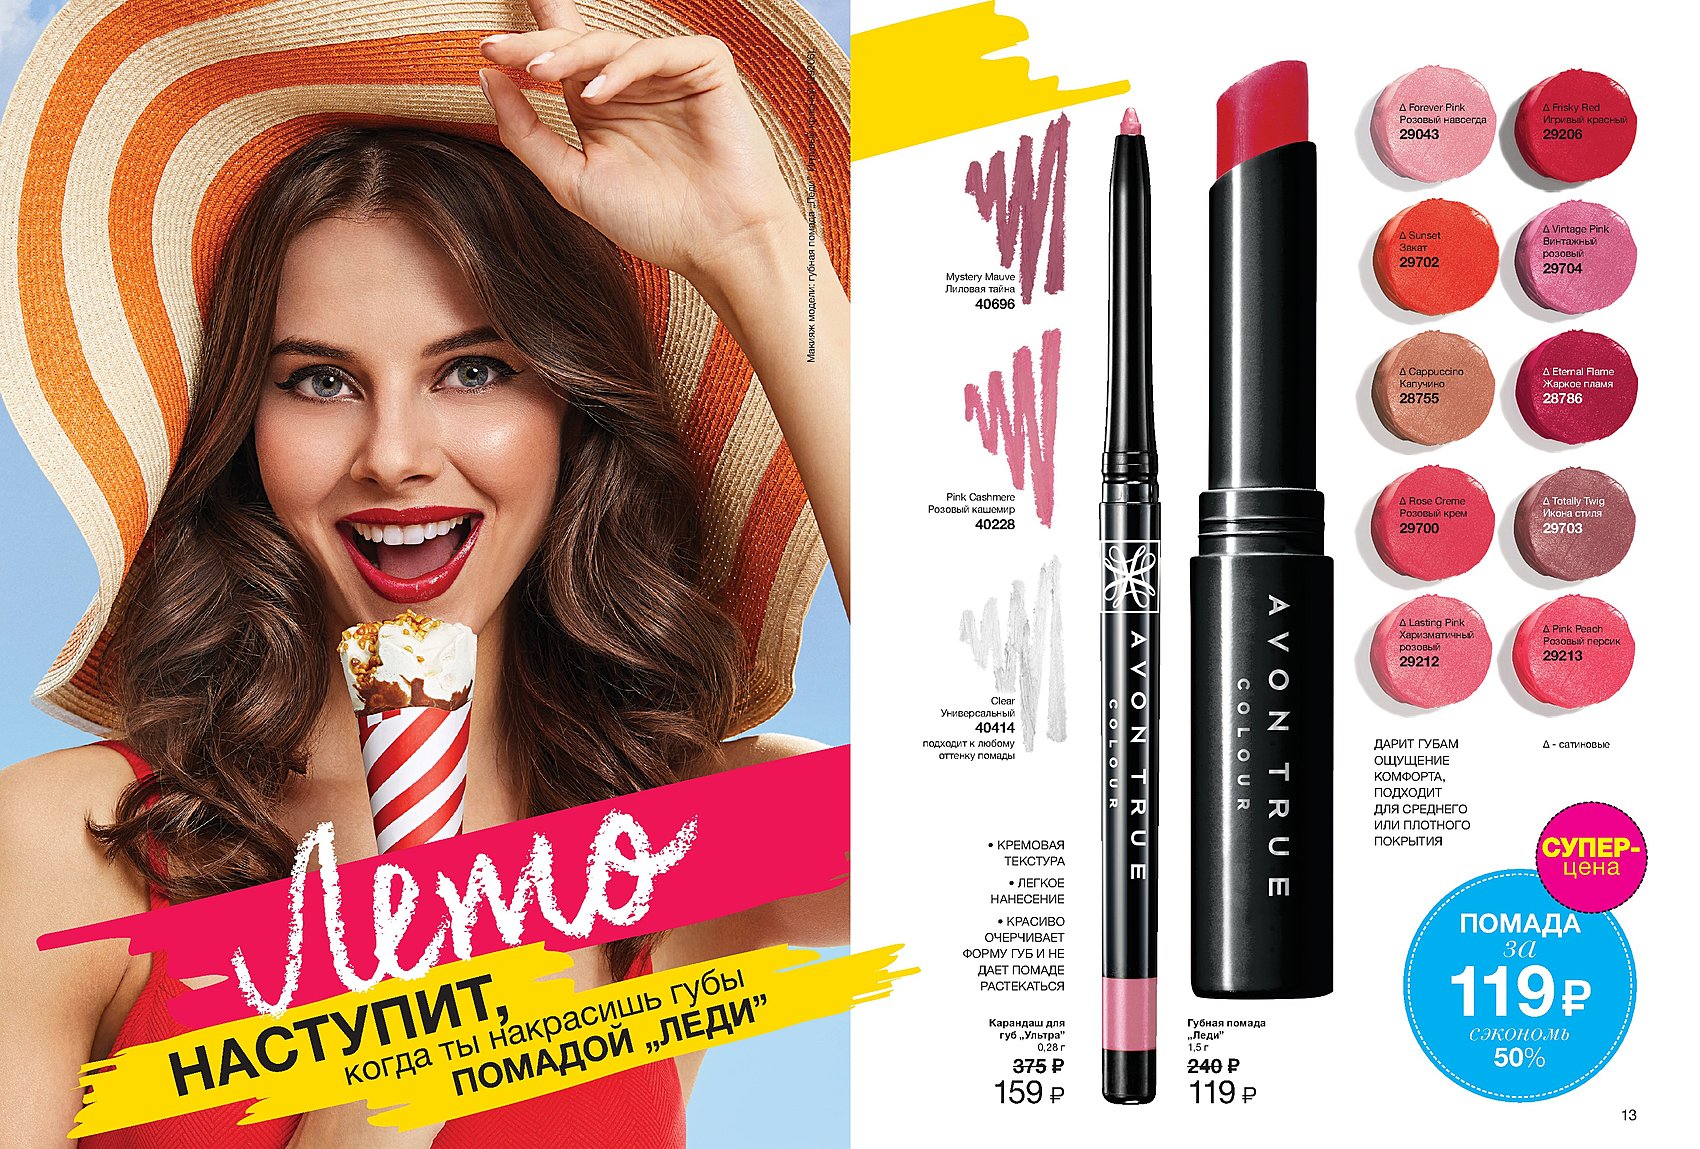 Макияж модели: губная помада „Леди"
Лето
НАСТУПИТ,
когда ты накрасишь губы
ПОМАДОЙ „ЛЕДИ”
Mystery Mauve
Лиловая тайна
40696
Pink Cashmere
Розовый кашемир
40228
Clear
Универсальный
40414
подходит к любому
оттенку помады
• КРЕМОВАЯ
ТЕКСТУРА
• ЛЕГКОЕ
НАНЕСЕНИЕ
• КРАСИВО
ОЧЕРЧИВАЕТ
ФОРМУ ГУБ И НЕ
ДАЕТ ПОМАДЕ
РАСТЕКАТЬСЯ
Карандаш для
губ „Ультра”
0,28 г
375 ₽
159 ₽
AVON TRUE
COLOUR
AVON TRUE
COLOUR
Губная помада
„Леди”
1,5 г
240 ₽
119 ₽
Δ Forever Pink
Розовый навсегда
29043
Δ Frisky Red
Игривый красный
29206
Δ Sunset
Закат
29702
Δ Vintage Pink
Винтажный
розовый
29704
Δ Cappuccino
Капучино
28755
Δ Eternal Flame
Жаркое пламя
28786
Δ Rose Creme
Розовый крем
29700
Δ Totally Twig
Икона стиля
29703
Δ Lasting Pink
Харизматичный
розовый
29212
Δ Pink Peach
Розовый персик
29213
ДАРИТ ГУБАМ
ОЩУЩЕНИЕ
КОМФОРТА,
ПОДХОДИТ
ДЛЯ СРЕДНЕГО
ИЛИ ПЛОТНОГО
ПОКРЫТИЯ
Δ - сатиновые
СУПЕР-
цена
ПОМАДА
за
119 ₽
сэкономь
50%
13